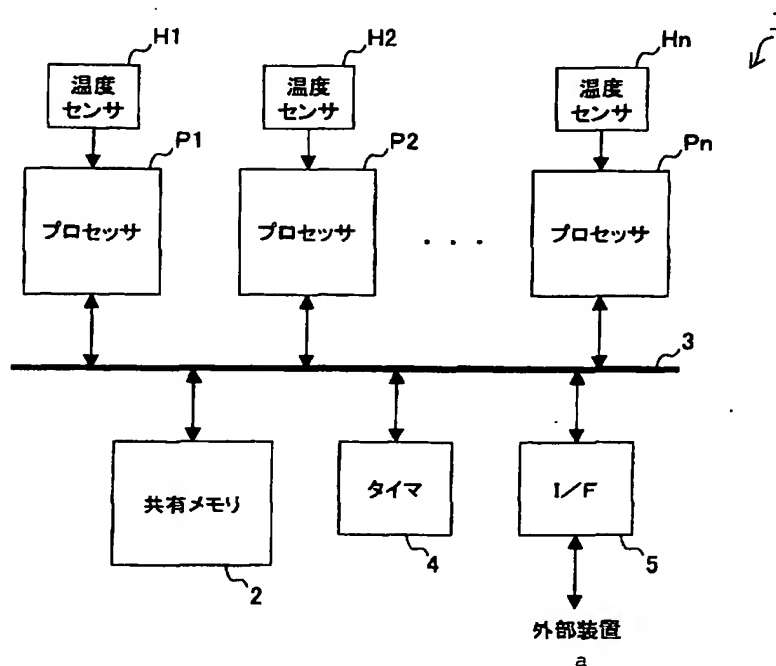 H1
H2
Hn
温度
センサ
温度
センサ
温度
センサ
P1
P2
Pn
プロセッサ
プロセッサ
・・・
プロセッサ
3
共有メモリ
タイマ
I/F
2
4
5
外部装置
a